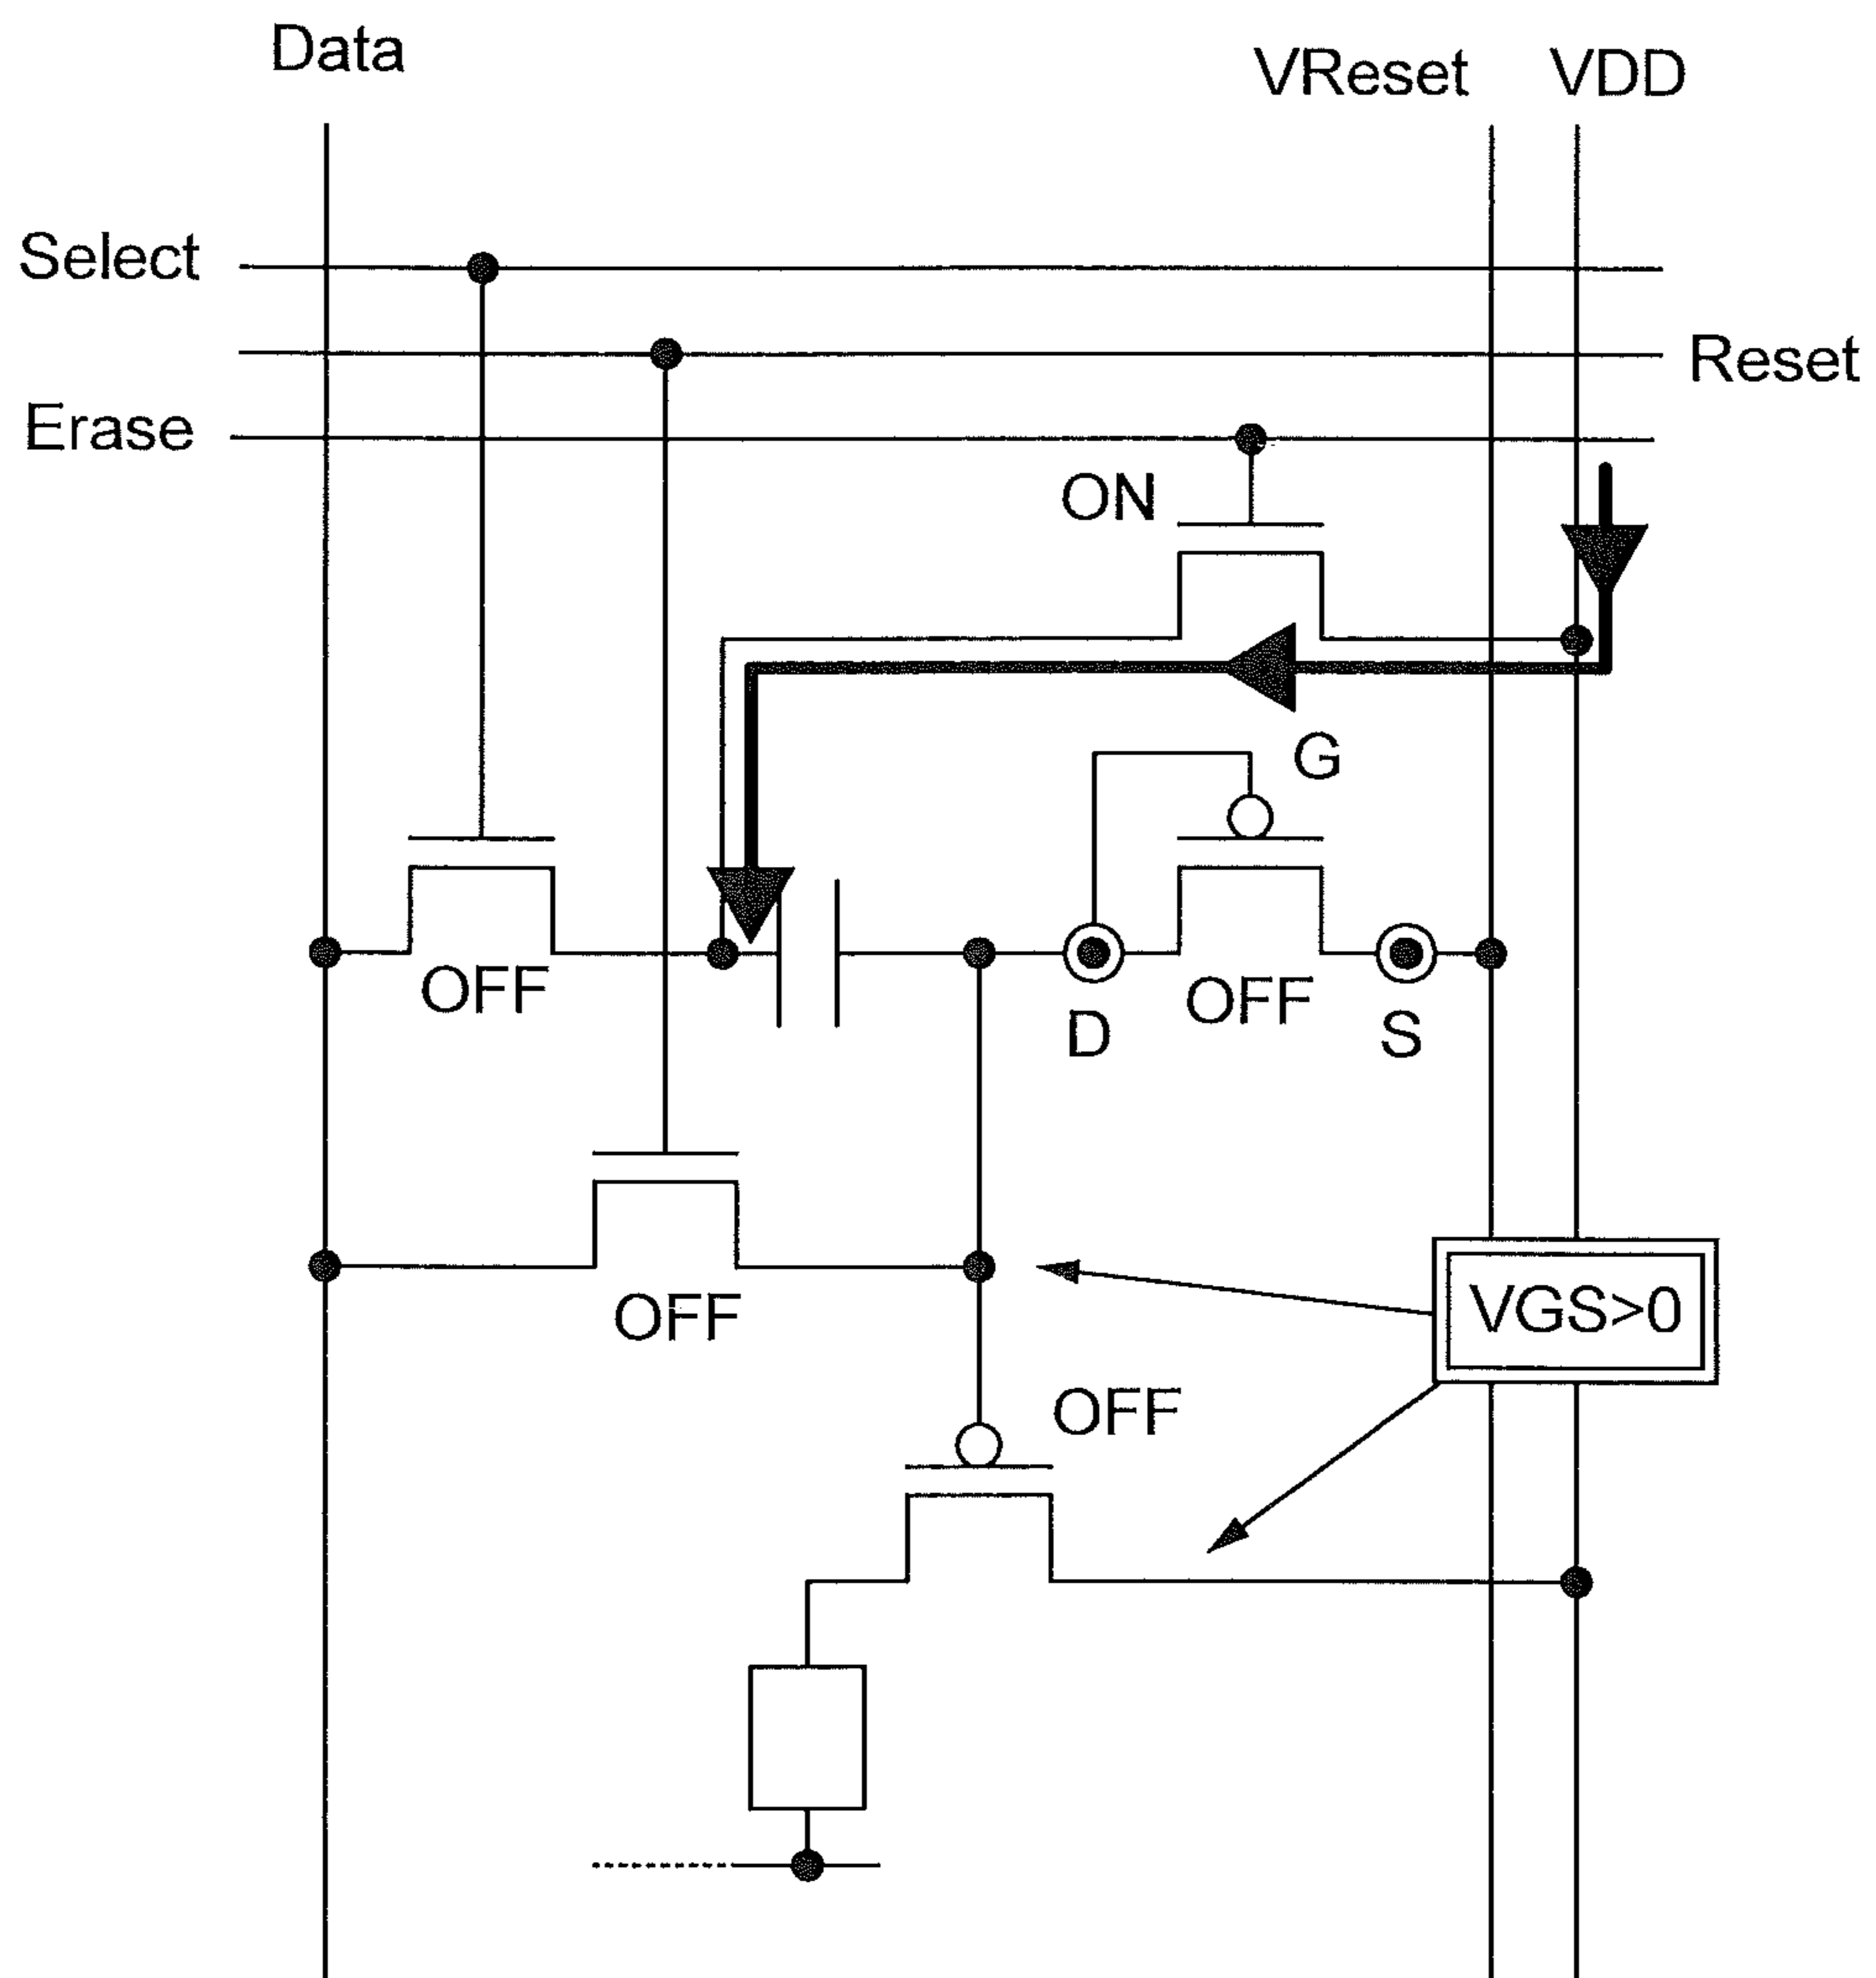 Data
VReset
VDD
Select
Reset
Erase
ON
G
OFF
D
OFF
S
OFF
VGS>0
OFF